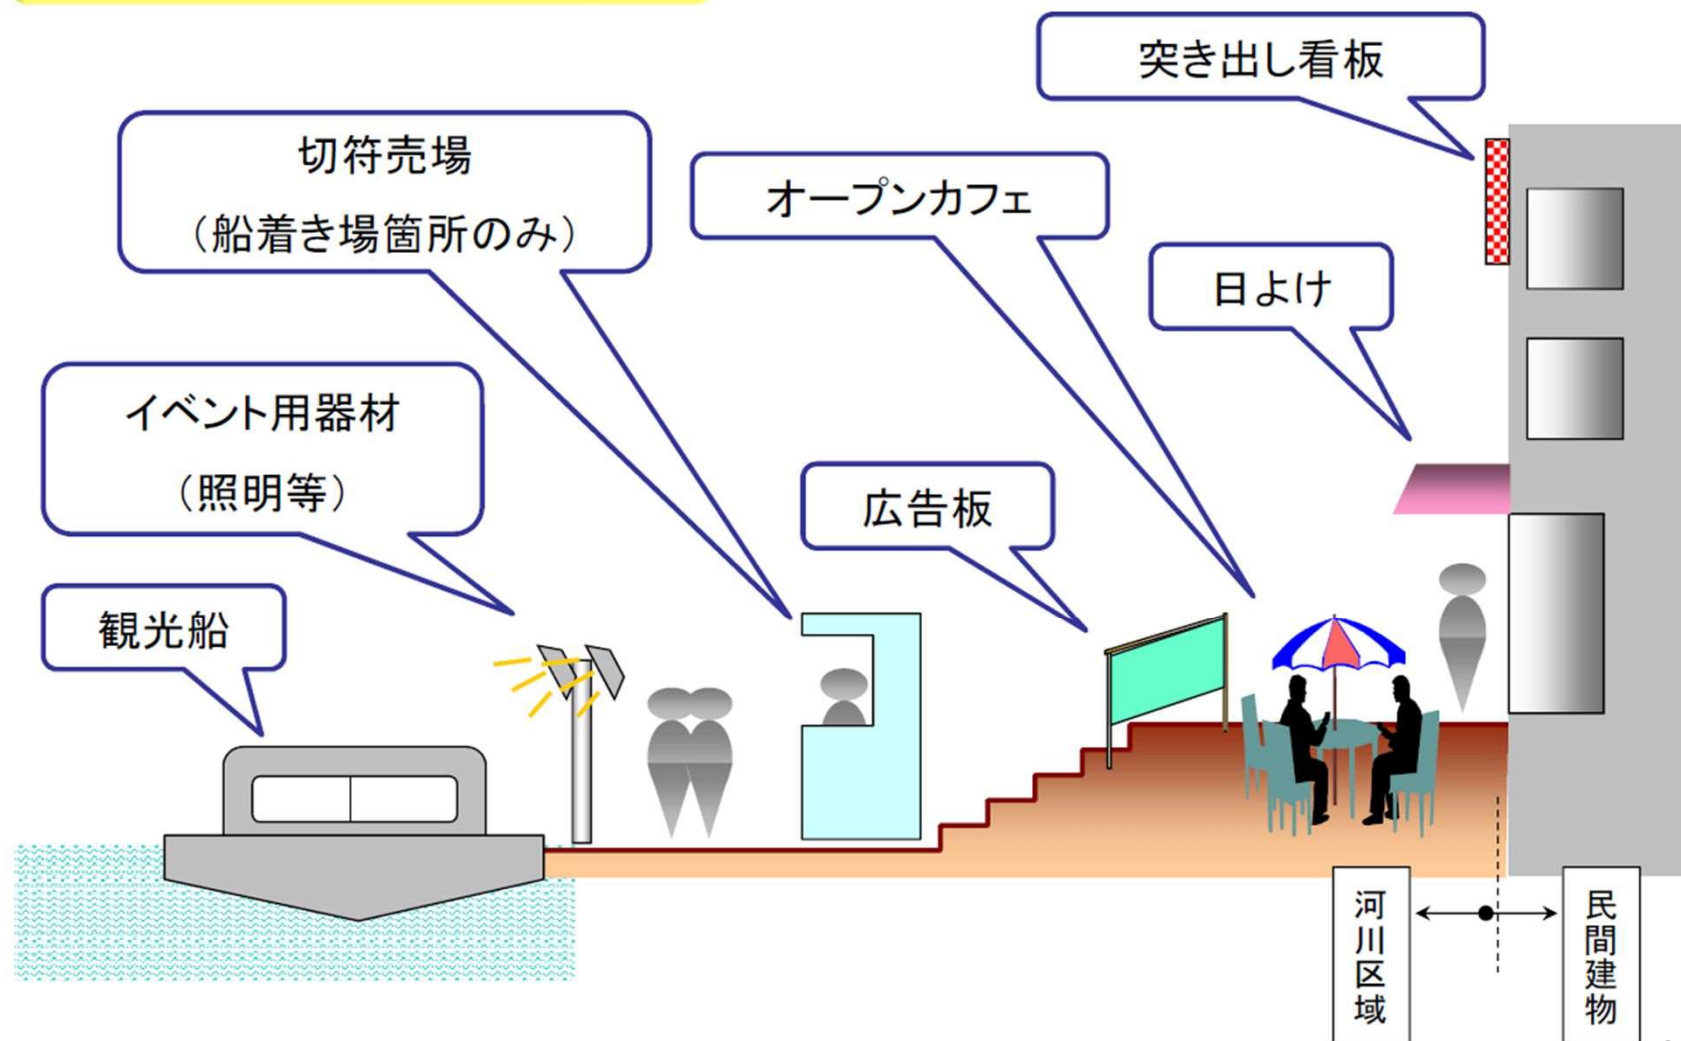 突き出し看板
切符売場
（船着き場箇所のみ）
オープンカフェ
日よけ
イベント用器材
（照明等）
広告板
観光船
河川区域
民間建物